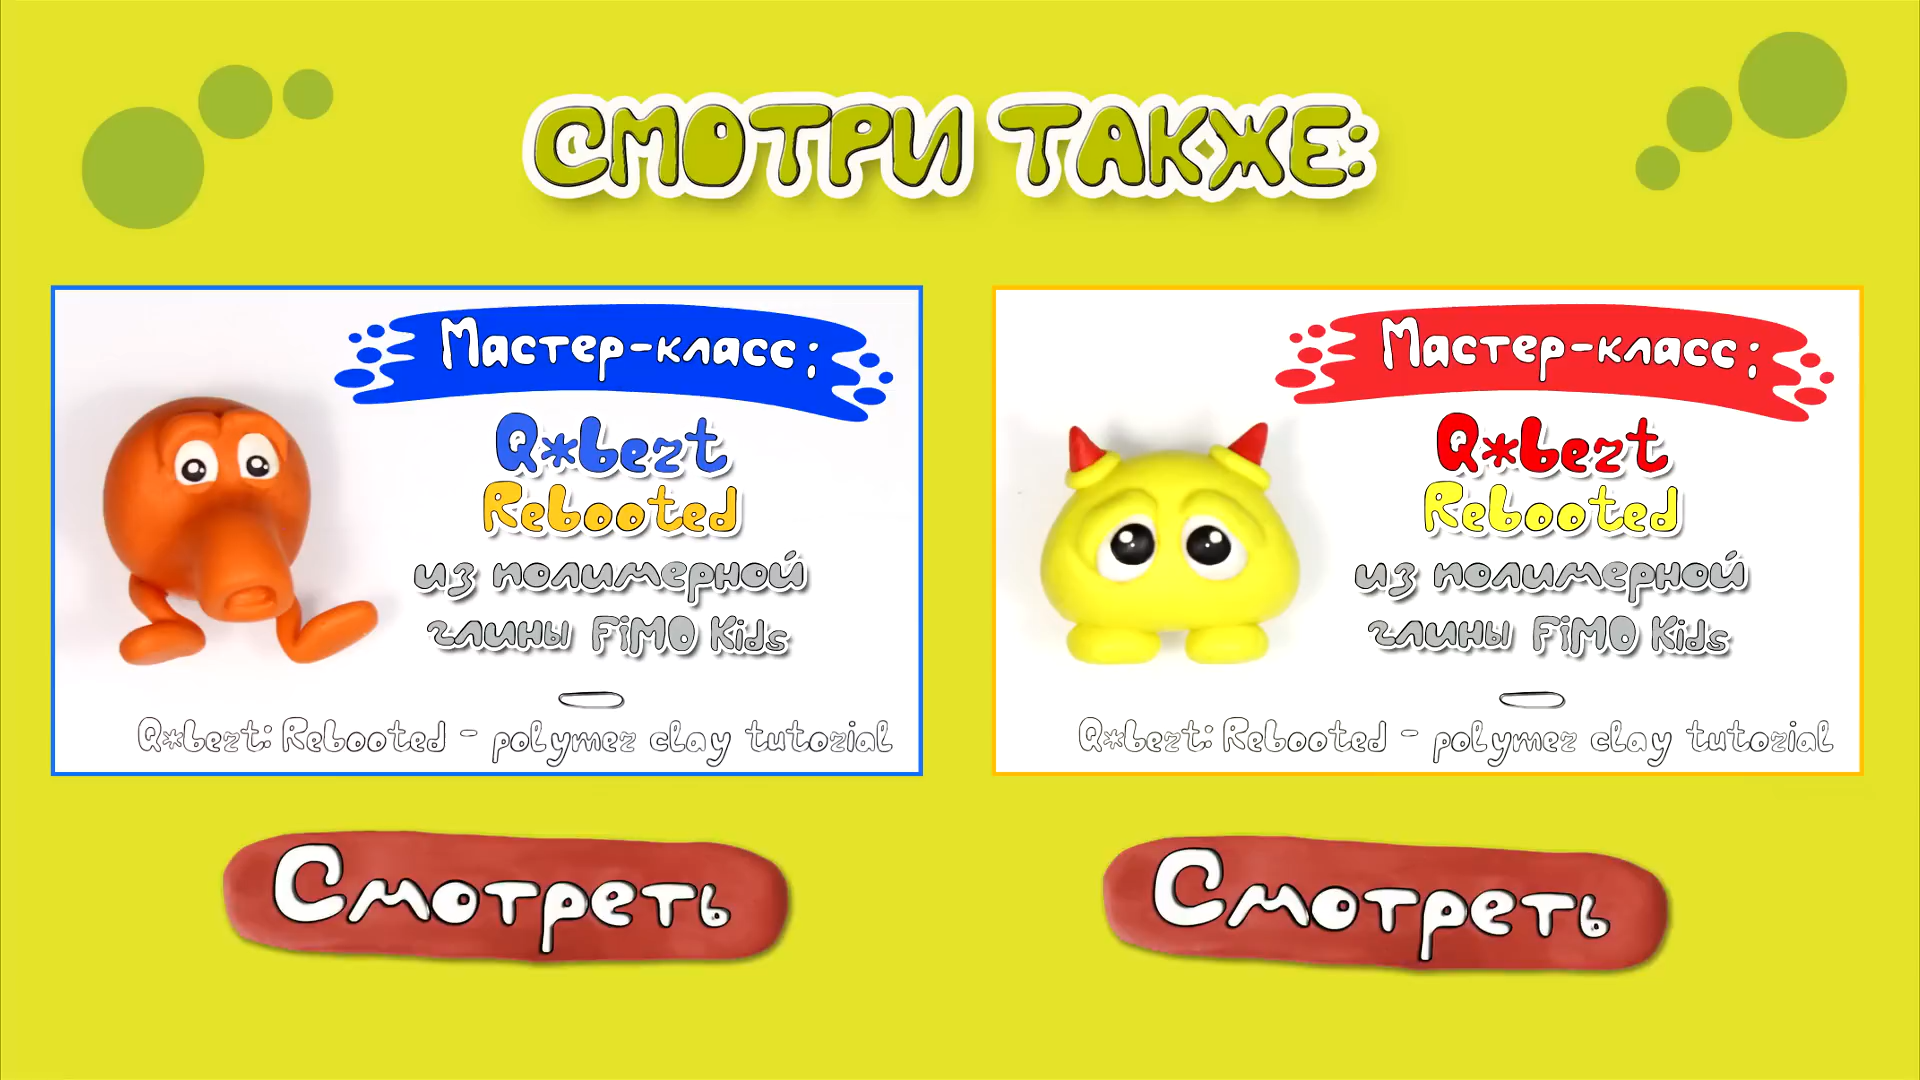 СМОТРИ ТАКЖЕ:
Мастер-класс;
Q*bert
Rebooted
из полимерной
глины FiMO Kids
Q*bert: Rebooted - polymer clay tutorial
Смотреть
Мастер-класс;
Q*bert
Rebooted
из полимерной
глины FiMO Kids
Q*bert: Rebooted - polymer clay tutorial
Смотреть